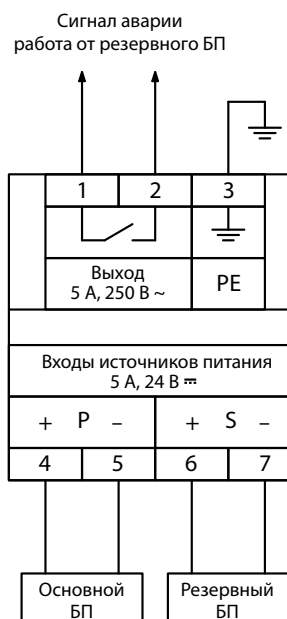 Сигнал аварии
работа от резервного БП
1 2 3
Выход
5 А, 250 В ~
PE
Входы источников питания
5 А, 24 В ⎓
+ P – + S –
4 5 6 7
Основной
БП
Резервный
БП